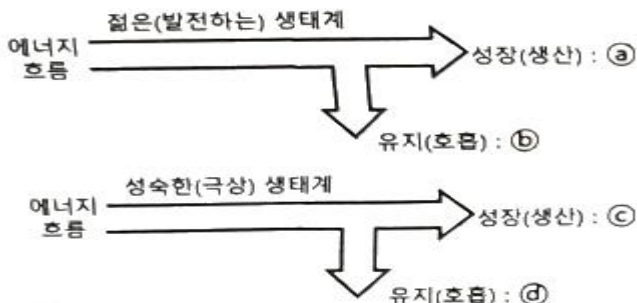 젊은(발전하는) 생태계
에너지
흐름
성장(생산) : ⓐ
유지(호흡) : ⓑ
성숙한(극상) 생태계
에너지
흐름
성장(생산) : ⓒ
유지(호흡) : ⓓ